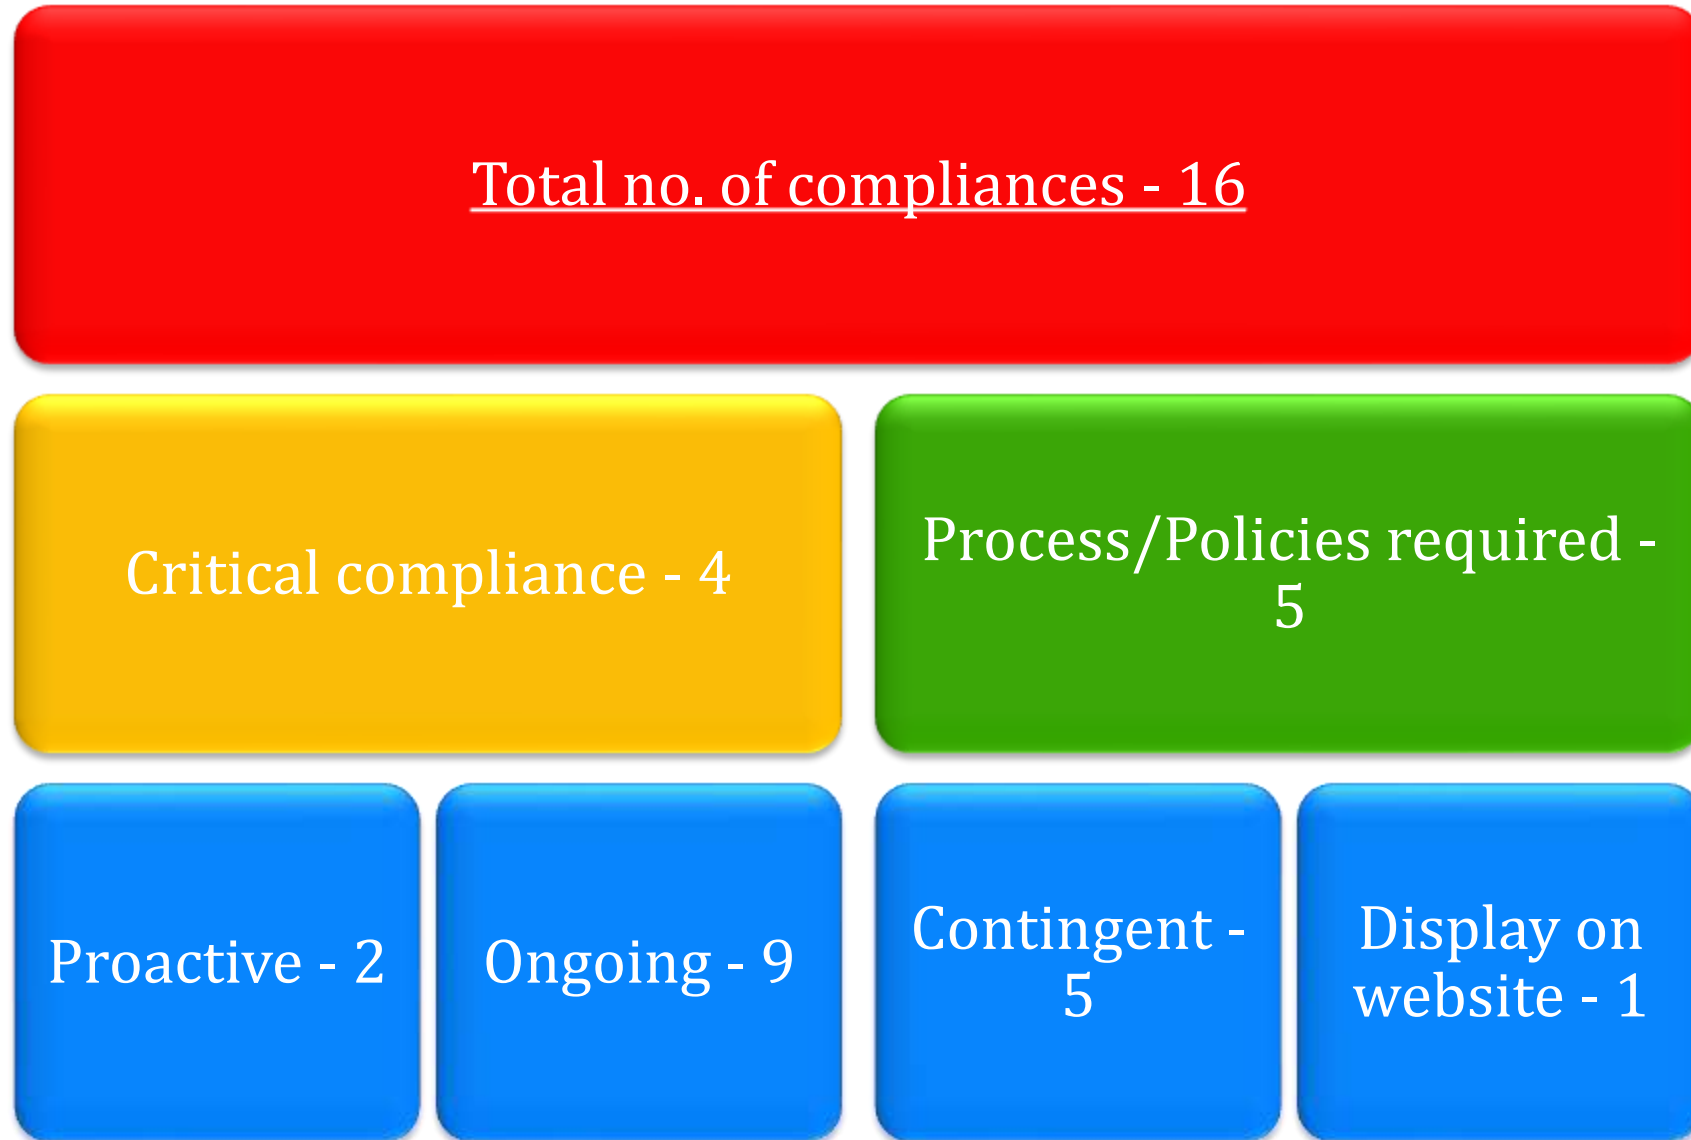 Total no. of compliances - 16
Critical compliance - 4
Process/Policies required -
5
Proactive - 2
Ongoing - 9
Contingent -
5
Display on
website - 1